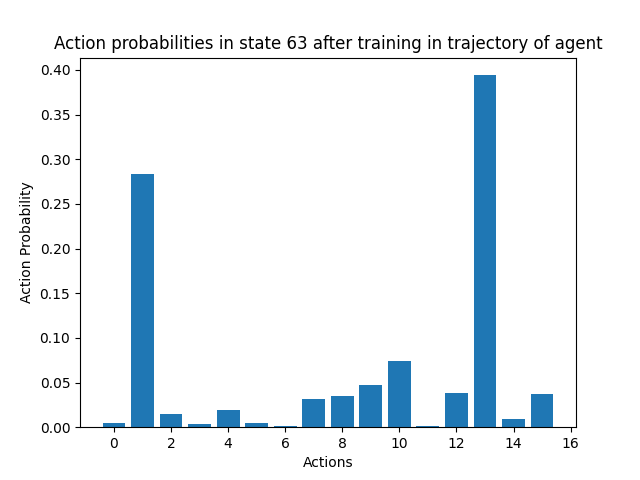 Action probabilities in state 63 after training in trajectory of agent
0.40
0.35
0.30
0.25
0.20
0.15
0.10
0.05
0.00
Action Probability
0 2 4 6 8 10 12 14 16
Actions